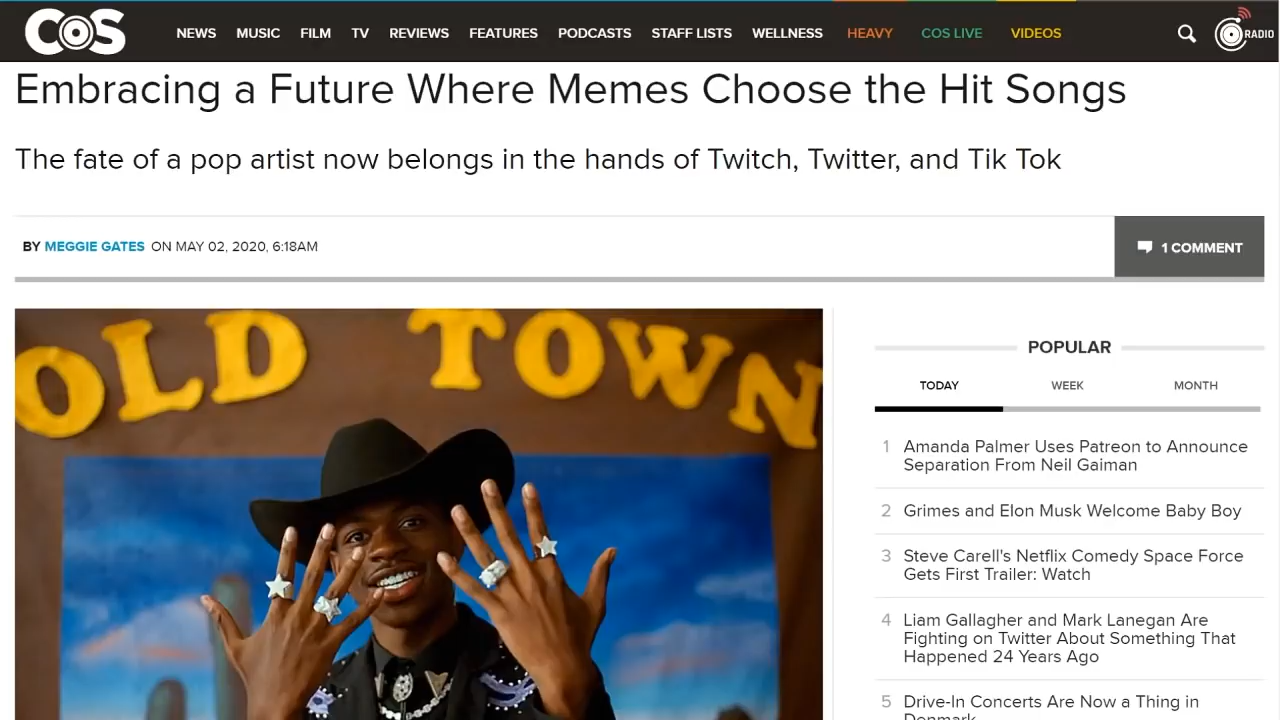 COS NEWS MUSIC FILM TV REVIEWS FEATURES PODCASTS STAFF LISTS WELLNESS HEAVY COS LIVE VIDEOS RADIO
Embracing a Future Where Memes Choose the Hit Songs
The fate of a pop artist now belongs in the hands of Twitch, Twitter, and Tik Tok
BY MEGGIE GATES ON MAY 02, 2020, 6:18AM
1 COMMENT
OLD TOWN
POPULAR
TODAY WEEK MONTH
1 Amanda Palmer Uses Patreon to Announce
Separation From Neil Gaiman
2 Grimes and Elon Musk Welcome Baby Boy
3 Steve Carell's Netflix Comedy Space Force
Gets First Trailer: Watch
4 Liam Gallagher and Mark Lanegan Are
Fighting on Twitter About Something That
Happened 24 Years Ago
5 Drive-In Concerts Are Now a Thing in
Denmark